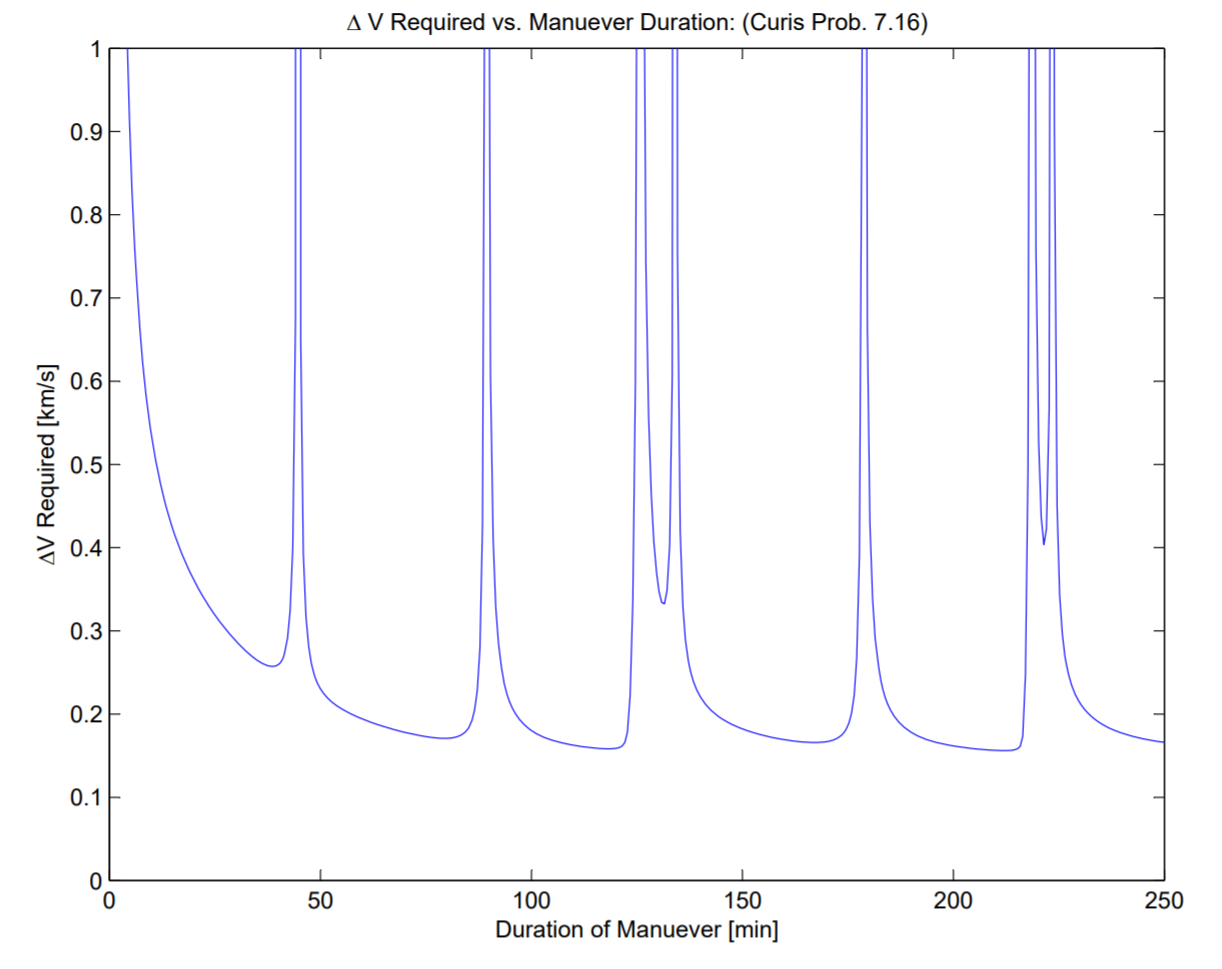 Δ V Required vs. Manuever Duration: (Curis Prob. 7.16)
ΔV Required [km/s]
1
0.9
0.8
0.7
0.6
0.5
0.4
0.3
0.2
0.1
0
0 50 100 150 200 250
Duration of Manuever [min]